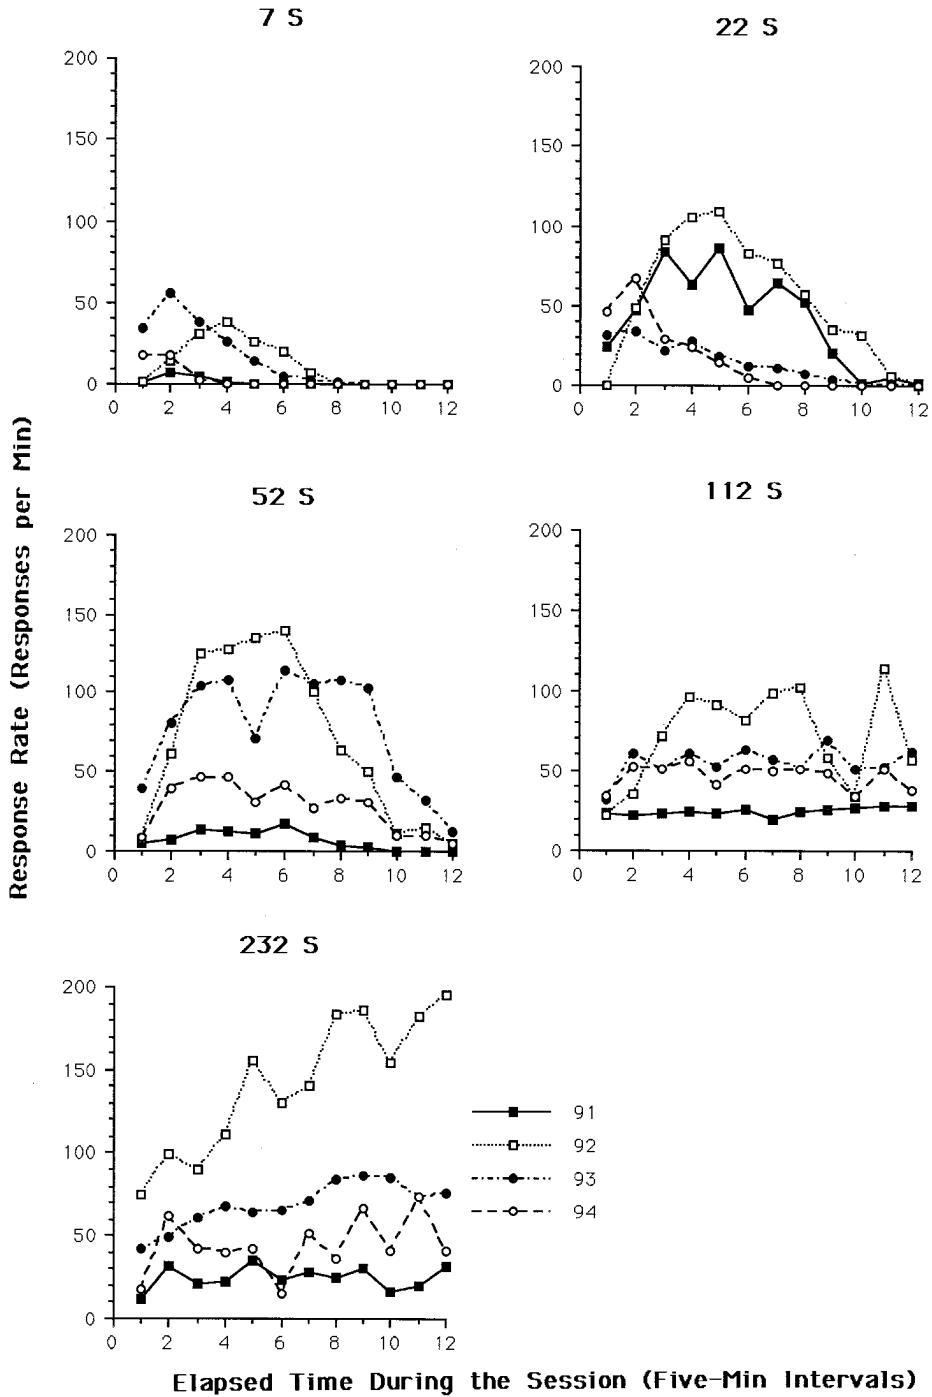 7 S
200
150
100
50
0
0 2 4 6 8 10 12
22 S
200
150
100
50
0
0 2 4 6 8 10 12
Response Rate (Responses per Min)
52 S
200
150
100
50
0
0 2 4 6 8 10 12
112 S
200
150
100
50
0
0 2 4 6 8 10 12
232 S
200
150
100
50
0
0 2 4 6 8 10 12
91
92
93
94
Elapsed Time During the Session (Five-Min Intervals)